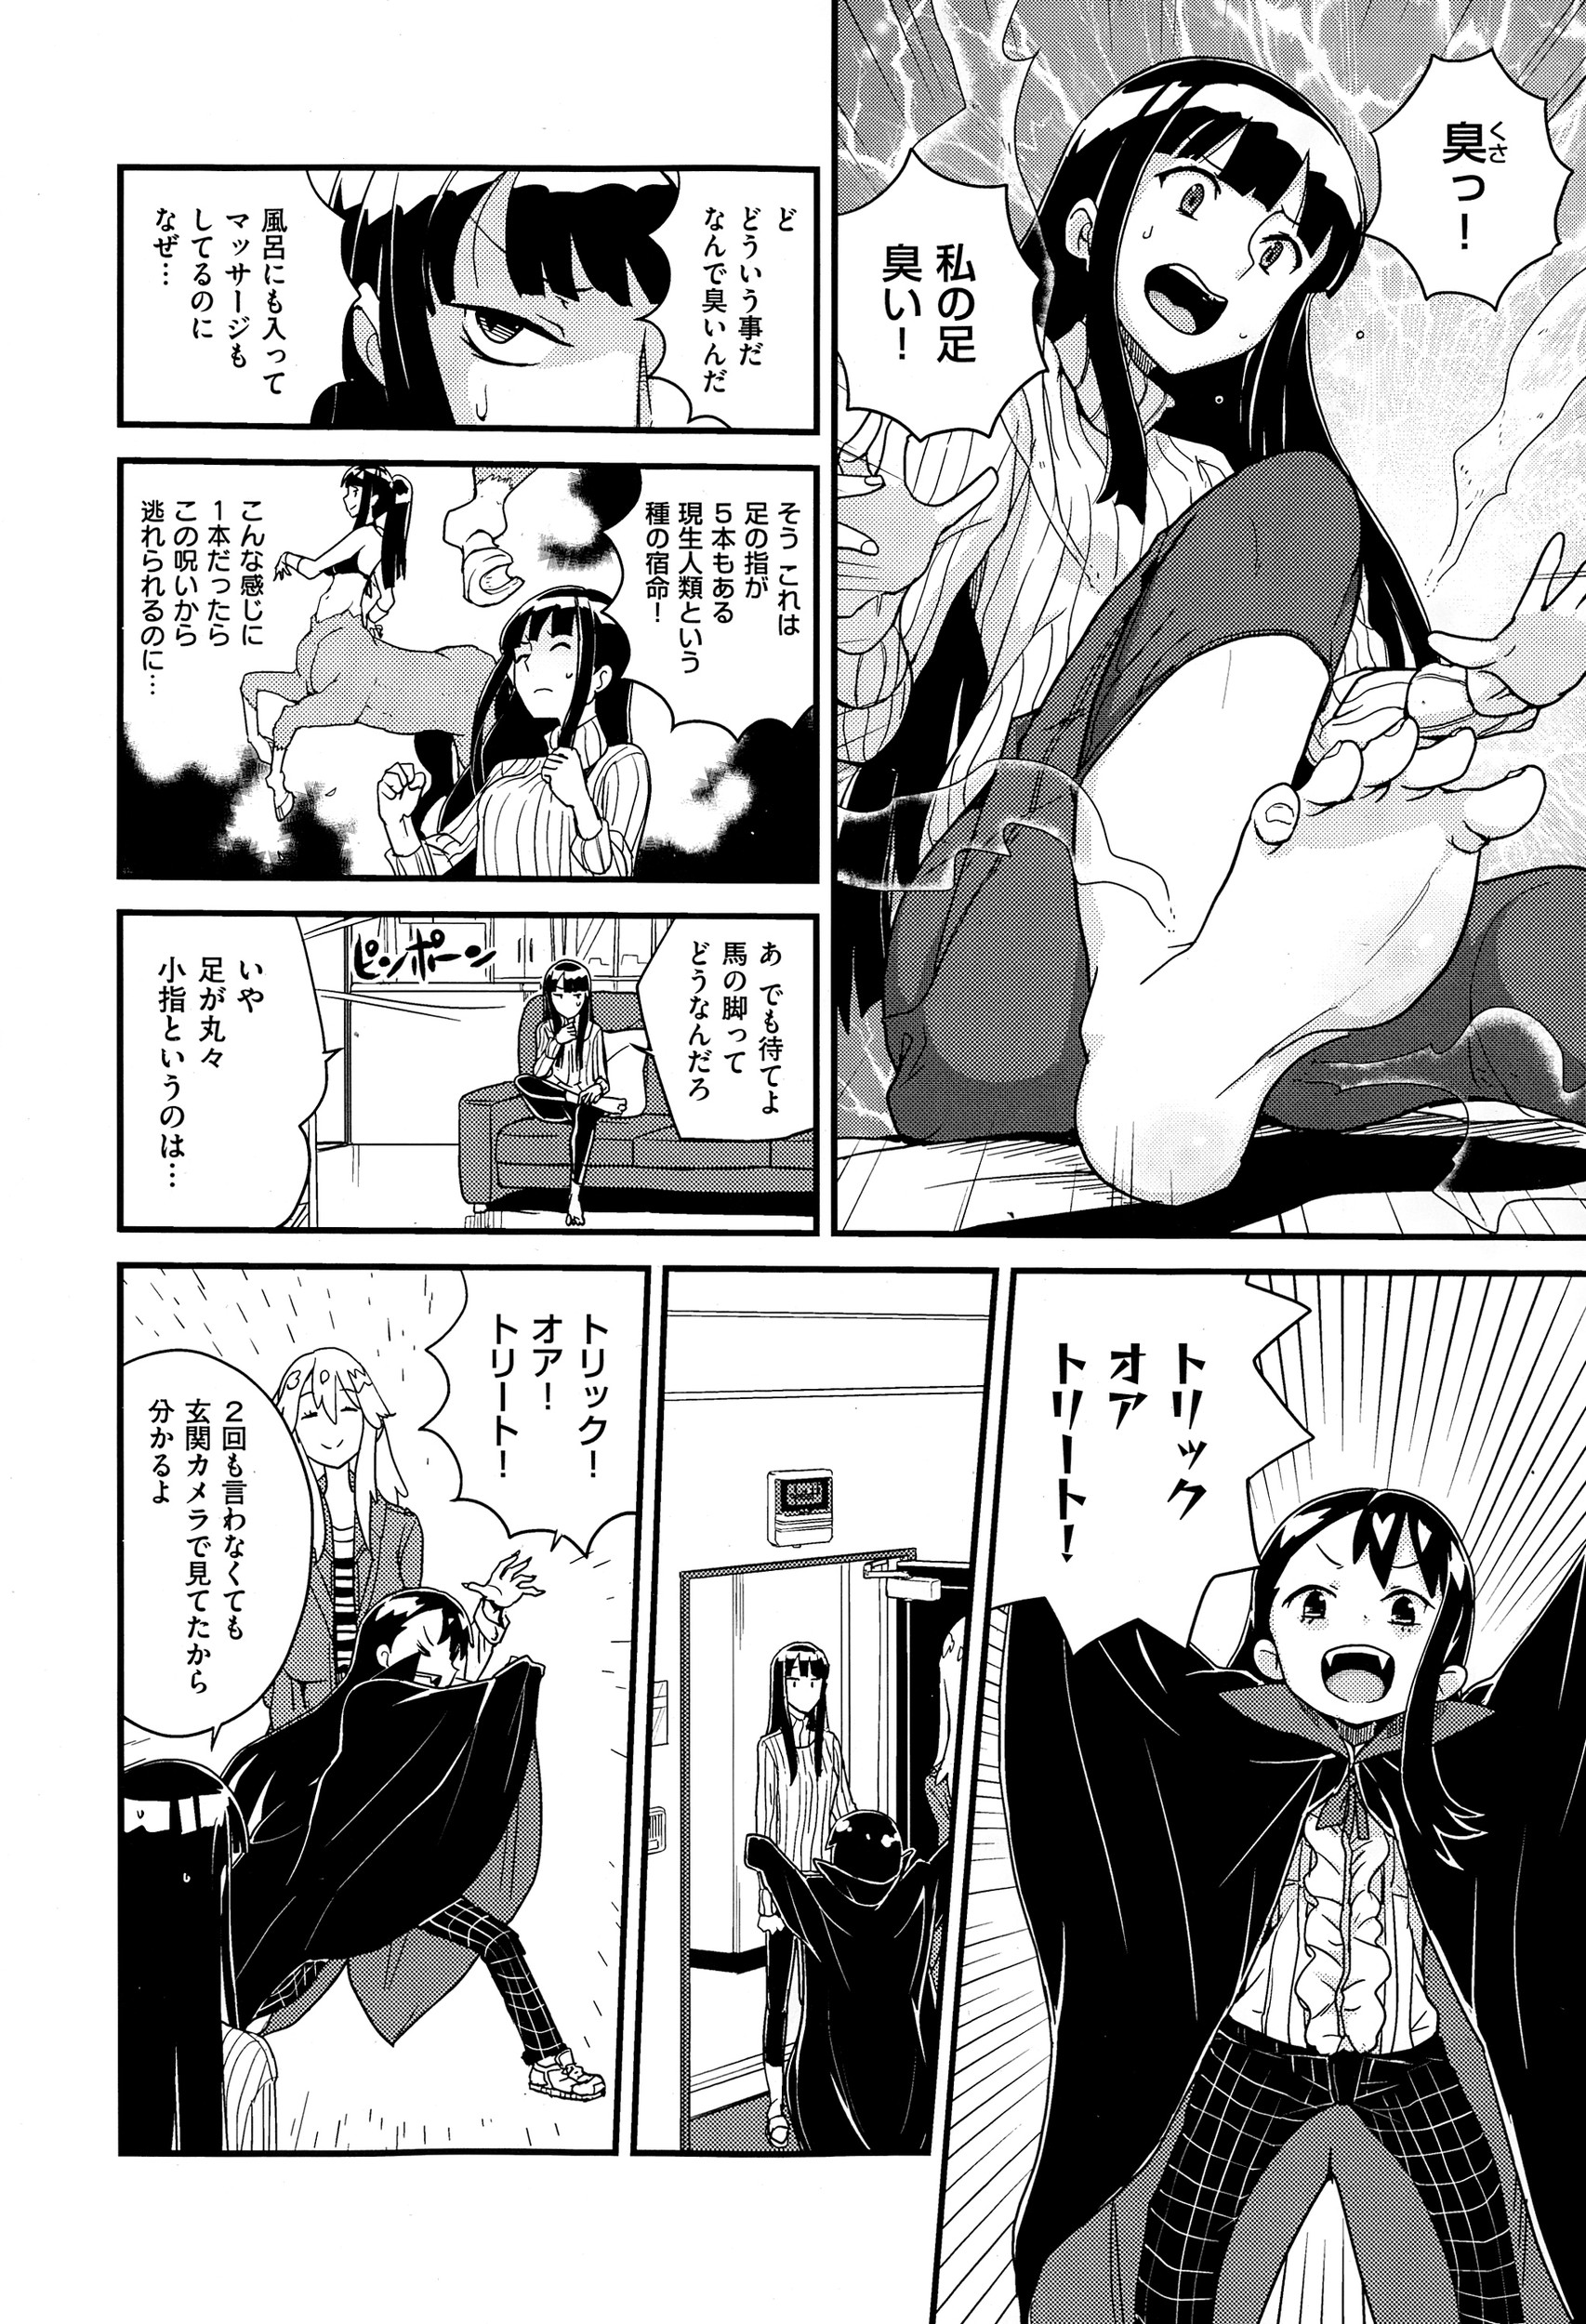 臭っ！
くさ
私の足
臭い！
ど
どういう事だ
なんで臭いんだ
風呂にも入って
マッサージも
してるのに
なぜ…
そう これは
足の指が
５本もある
現生人類という
種の宿命！
こんな感じに
１本だったら
この呪いから
逃れられるのに…
あ でも待てよ
馬の脚って
どうなんだろ
ピンポーン
いや
足が丸々
小指というのは…
トリック
オア
トリート！
トリック！
オア！
トリート！
２回も言わなくても
玄関カメラで見てたから
分かるよ